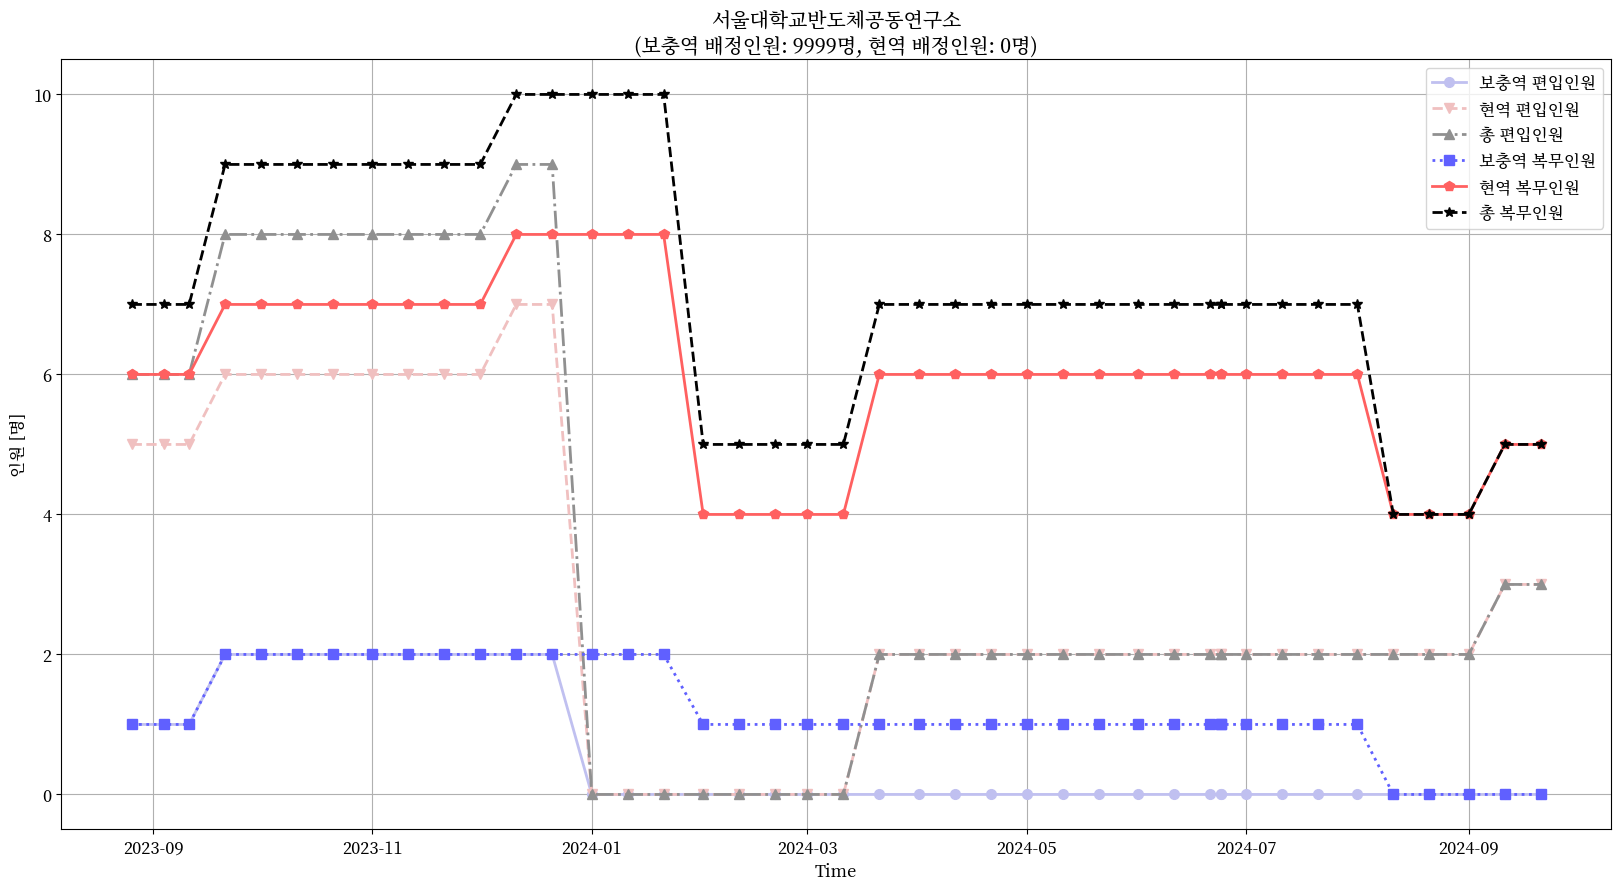 서울대학교반도체공동연구소
(보충역 배정인원: 9999명, 현역 배정인원: 0명)
보충역 편입인원
현역 편입인원
총 편입인원
보충역 복무인원
현역 복무인원
총 복무인원
인원 [명]
10
8
6
4
2
0
2023-09
2023-11
2024-01
2024-03
2024-05
2024-07
2024-09
Time